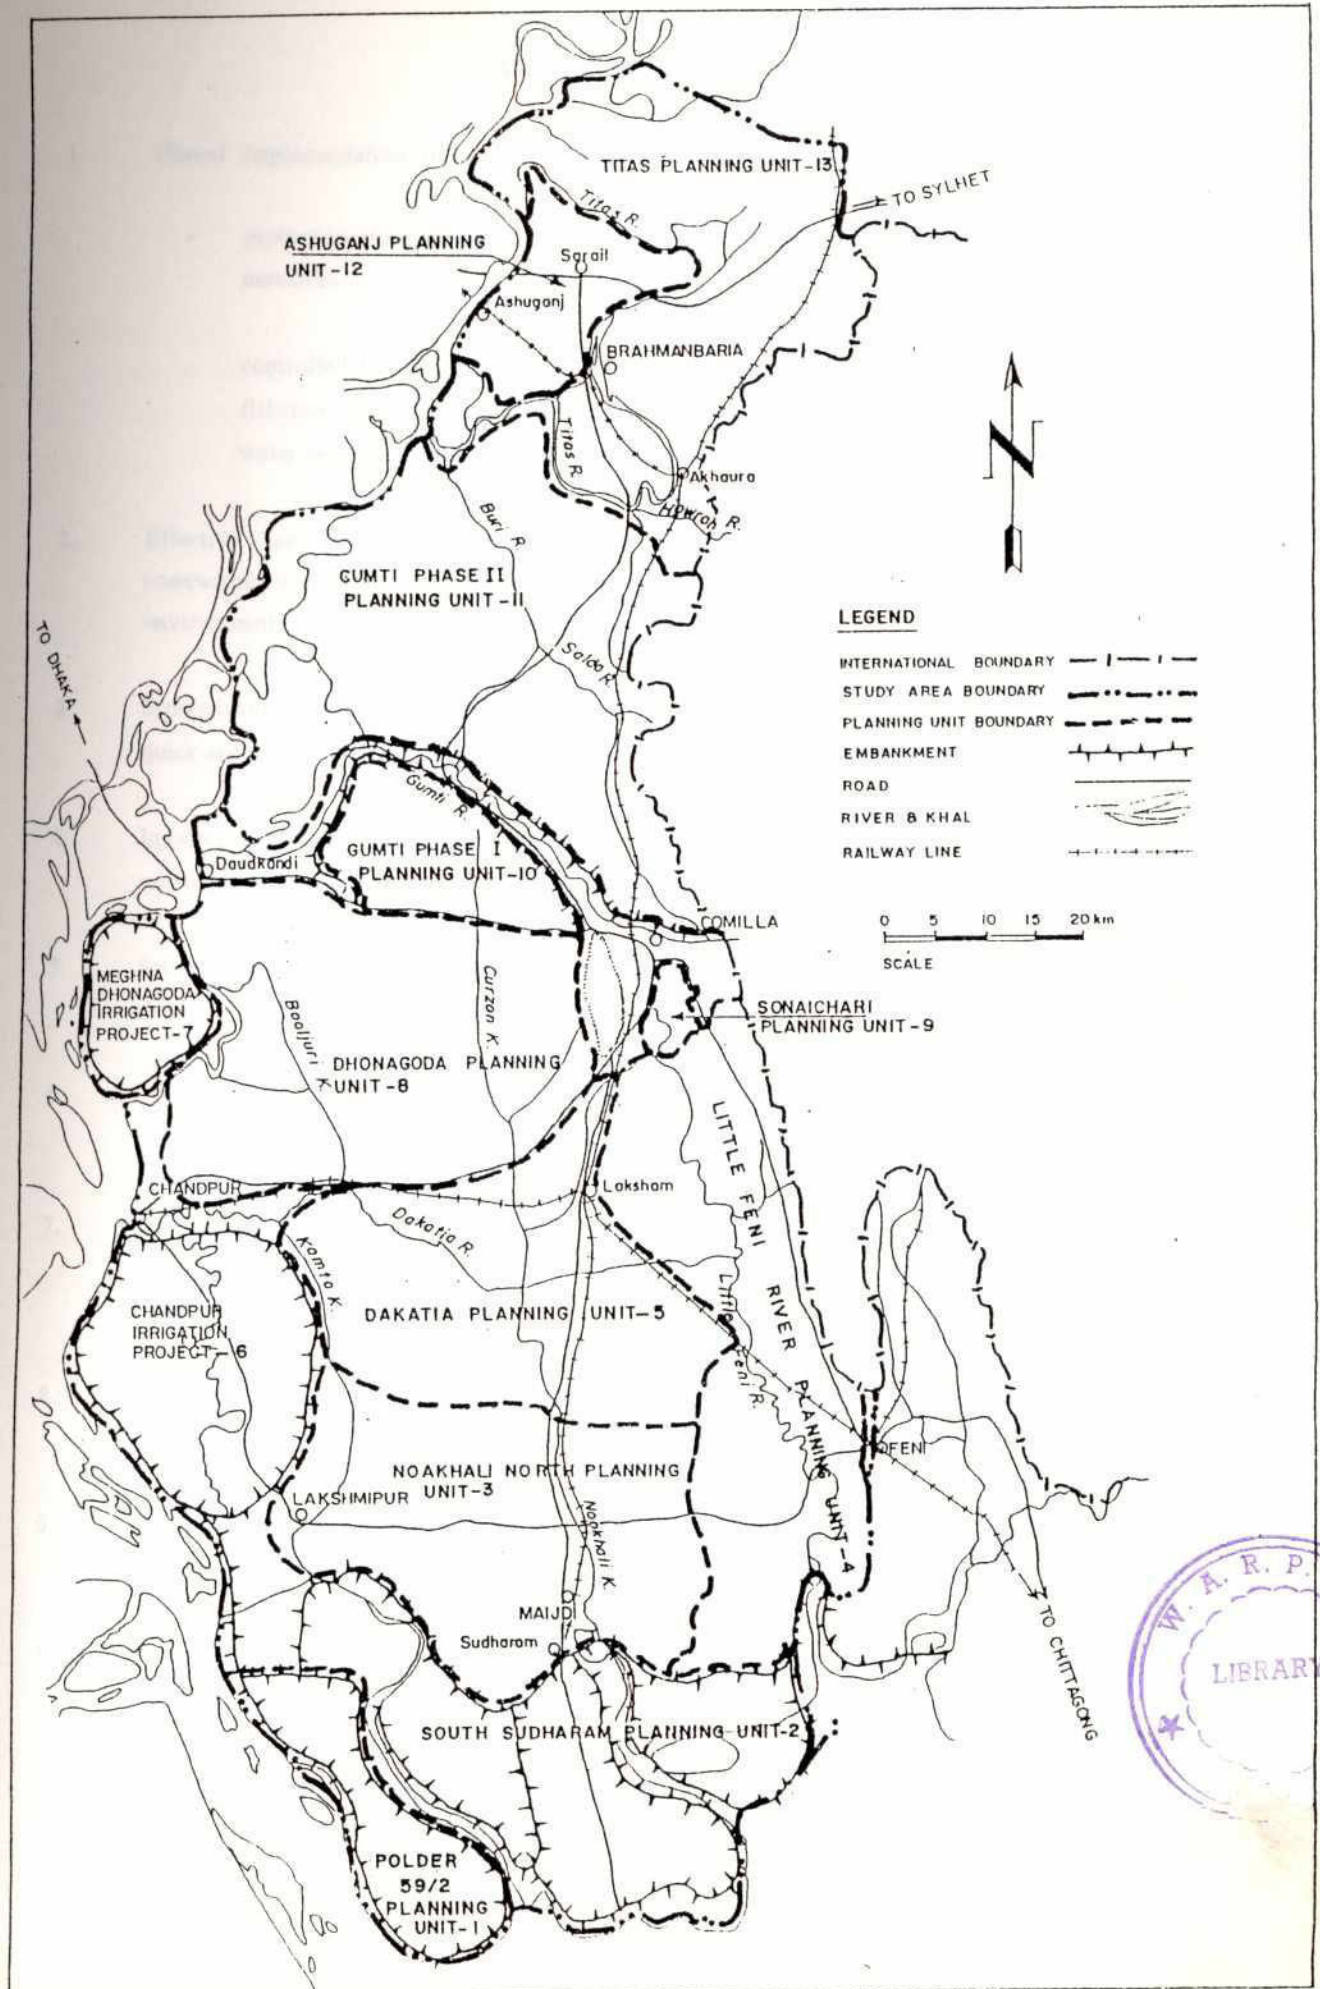 TITAS PLANNING UNIT-13
TO SYLHET
Titas R.
ASHUGANJ PLANNING
UNIT-12
Sarail
Ashuganj
BRAHMANBARIA
Titas R.
Akhaura
Howrah R.
Buri R.
GUMTI PHASE II
PLANNING UNIT-11
Salda R.
TO DHAKA
N
LEGEND
INTERNATIONAL BOUNDARY
STUDY AREA BOUNDARY
PLANNING UNIT BOUNDARY
EMBANKMENT
ROAD
RIVER & KHAL
RAILWAY LINE
Gumti R.
GUMTI PHASE I
PLANNING UNIT-10
Daudkandi
COMILLA
0 5 10 15 20 km
SCALE
MEGHNA
DHONAGODA
IRRIGATION
PROJECT-7
Boaljuri K
Curzon K.
SONAICHARI
PLANNING UNIT-9
DHONAGODA PLANNING
UNIT-8
LITTLE FENI RIVER PLANNING UNIT-4
CHANDPUR
Laksham
Dakatia R.
Kamta K.
Little Feni R.
CHANDPUR
IRRIGATION
PROJECT-6
DAKATIA PLANNING UNIT-5
FENI
NOAKHALI NORTH PLANNING
UNIT-3
LAKSHMIPUR
Noakhali K.
MAIJDI
Sudharam
TO CHITTAGONG
W. A. R. P.
LIBRARY
SOUTH SUDHARAM PLANNING UNIT-2
POLDER
59/2
PLANNING
UNIT-1